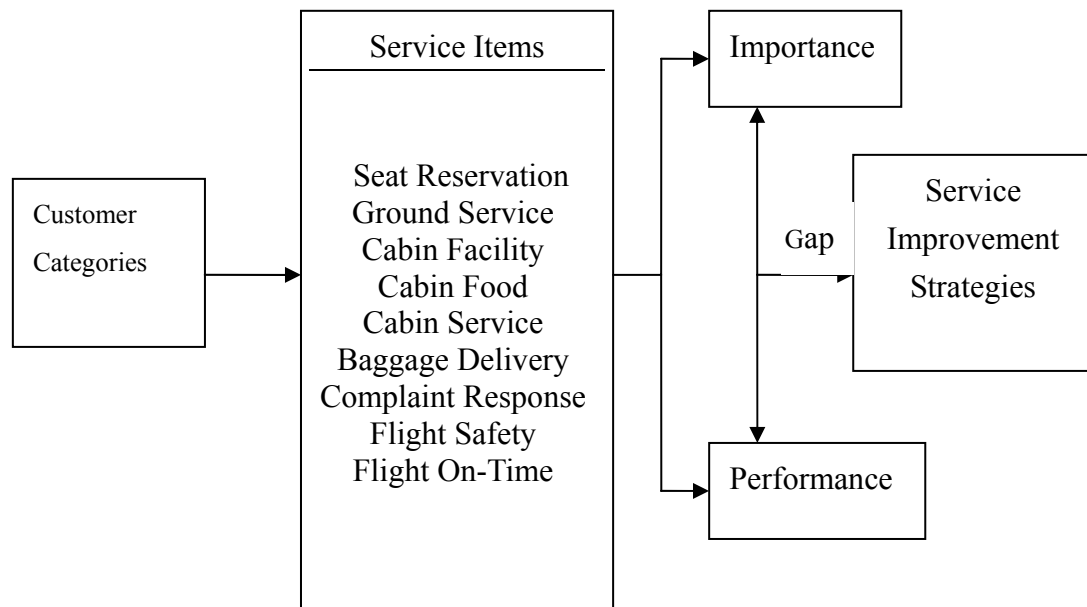 Customer
Categories
Service Items
Seat Reservation
Ground Service
Cabin Facility
Cabin Food
Cabin Service
Baggage Delivery
Complaint Response
Flight Safety
Flight On-Time
Importance
Gap
Performance
Service
Improvement
Strategies